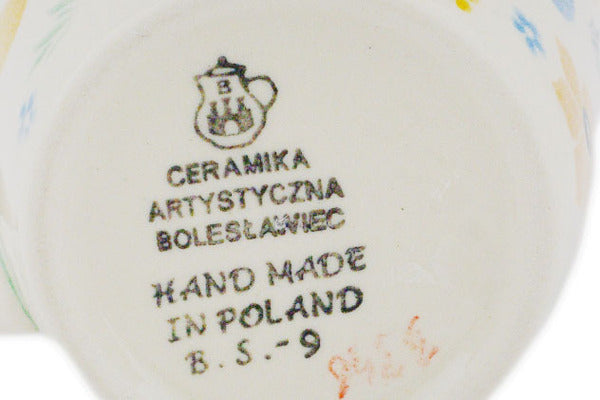 B
CERAMIKA
ARTYSTYCZNA
BOLESŁAWIEC
HAND MADE
IN POLAND
B.S.-9